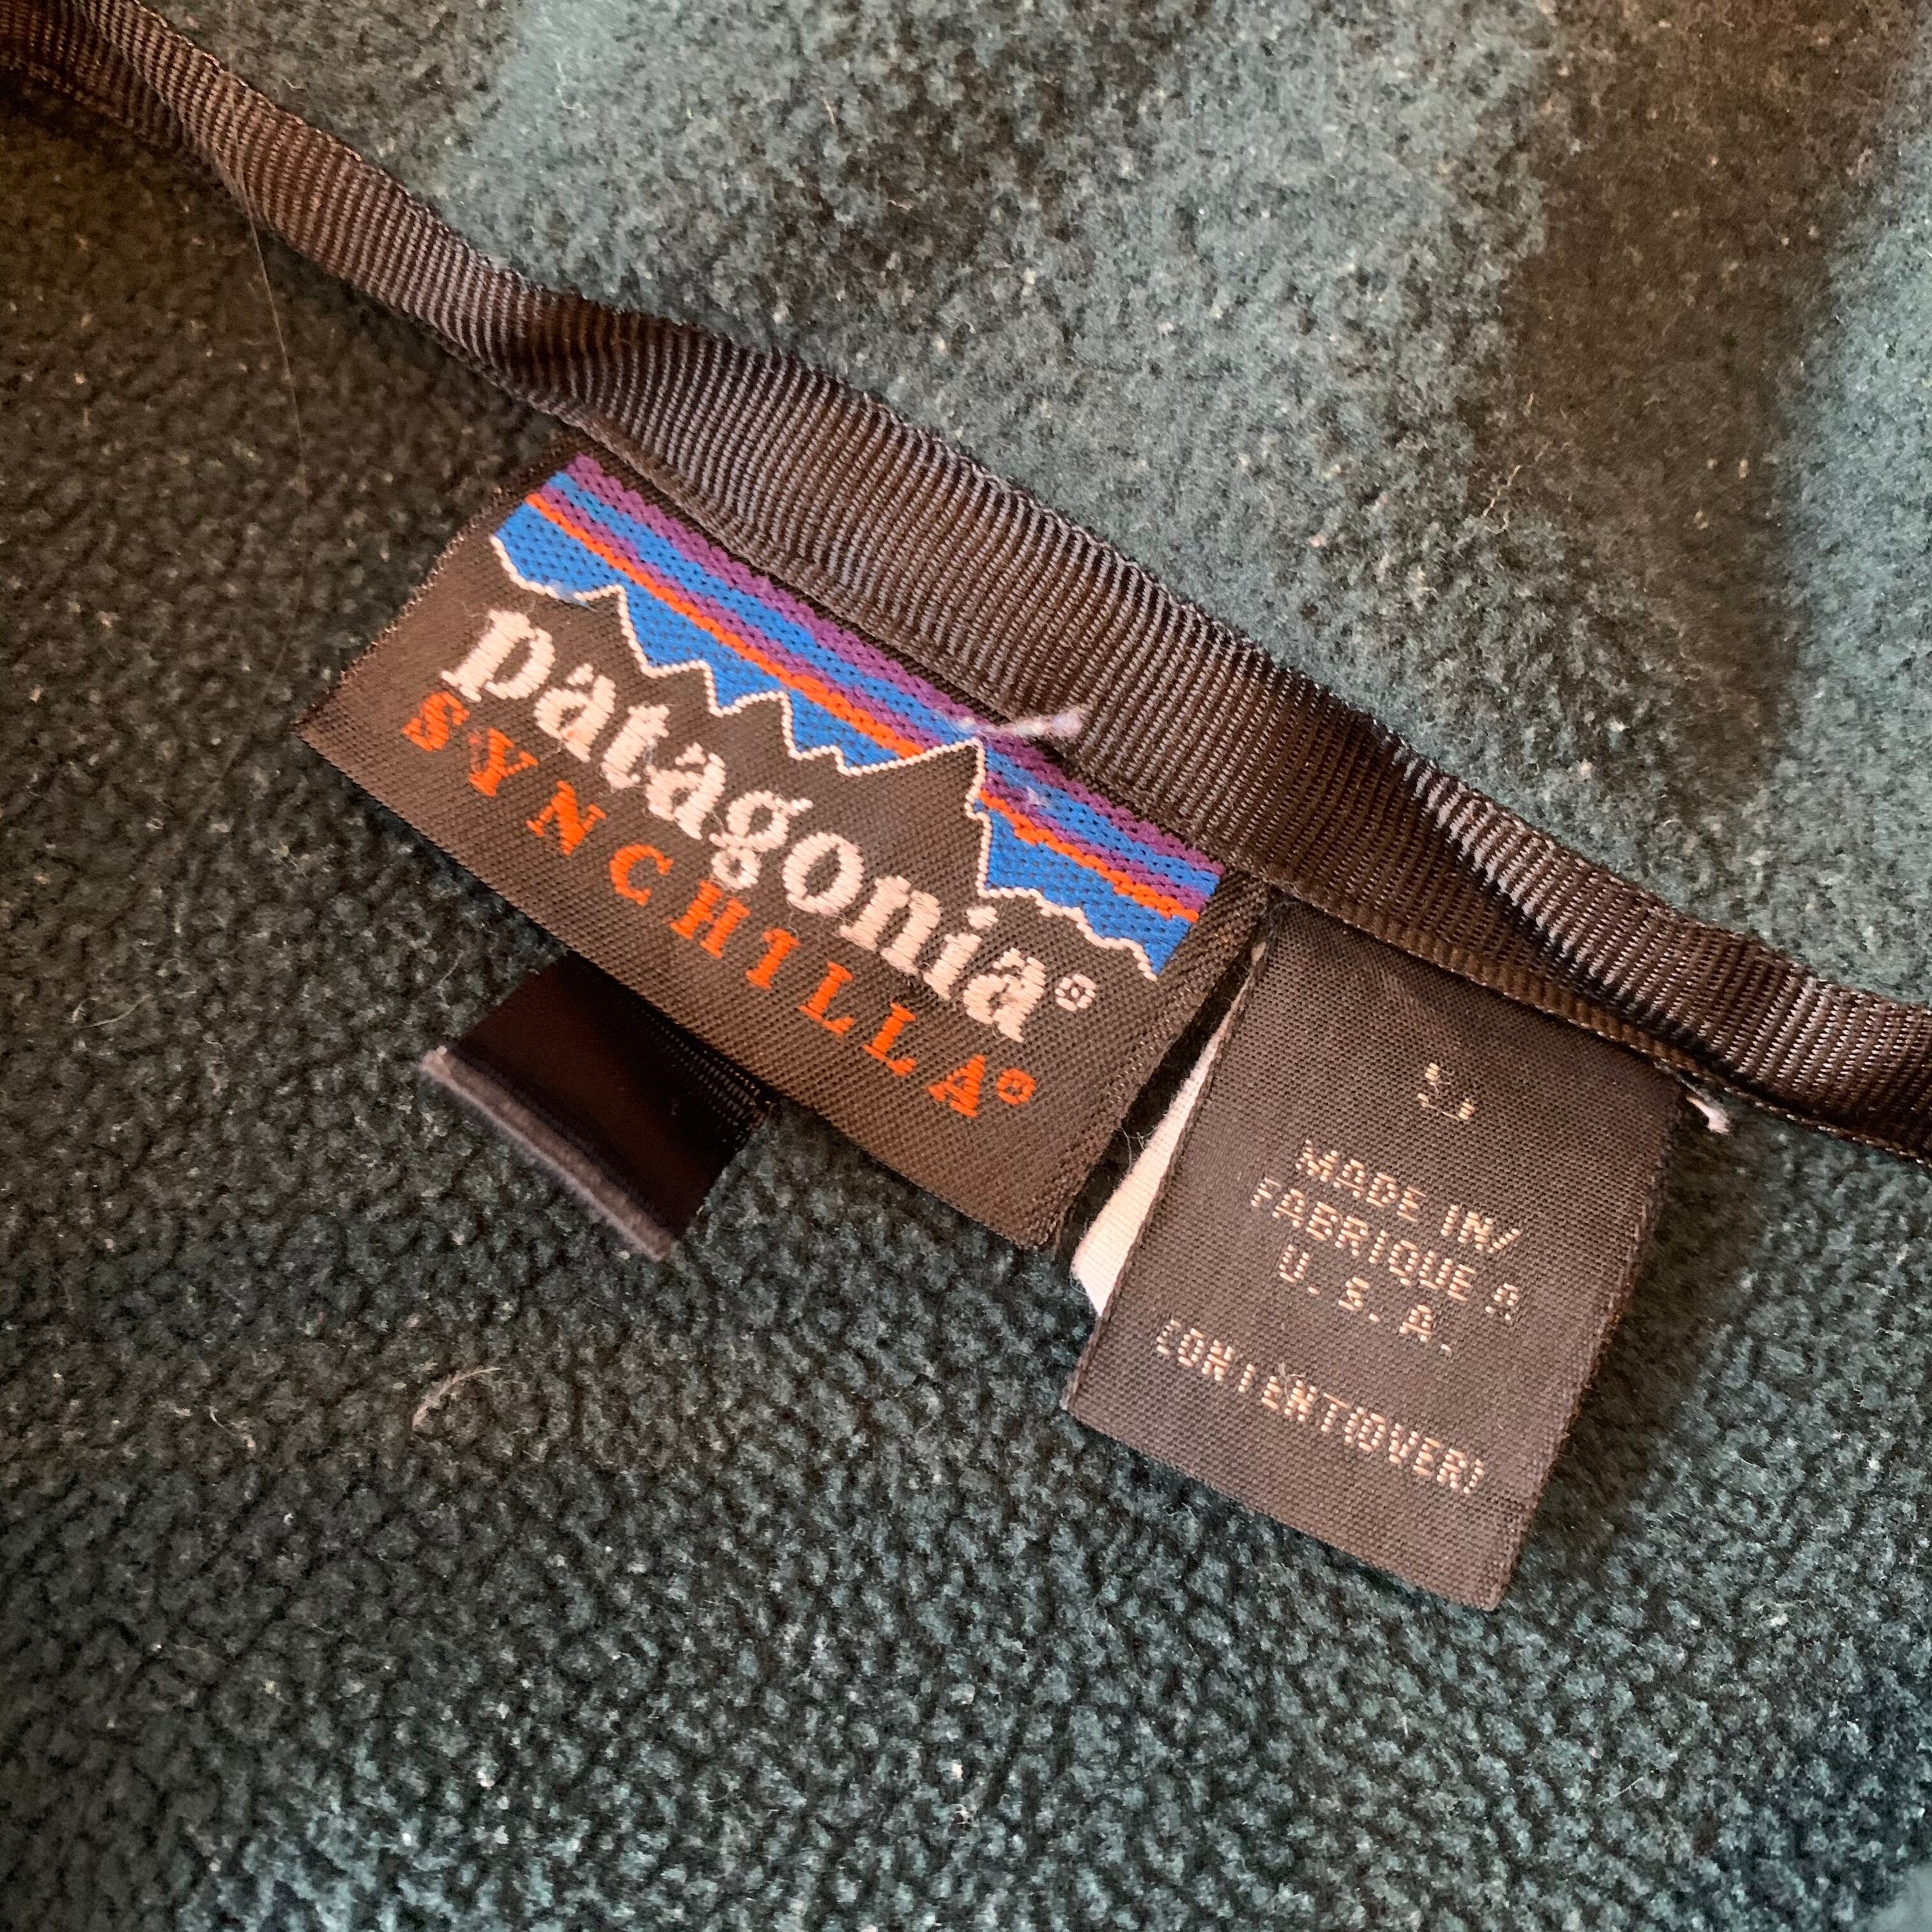 patagonia®
SYNCHILLA®
L
MADE IN/
FABRIQUE A
U.S.A.
CONTENT(OVER)